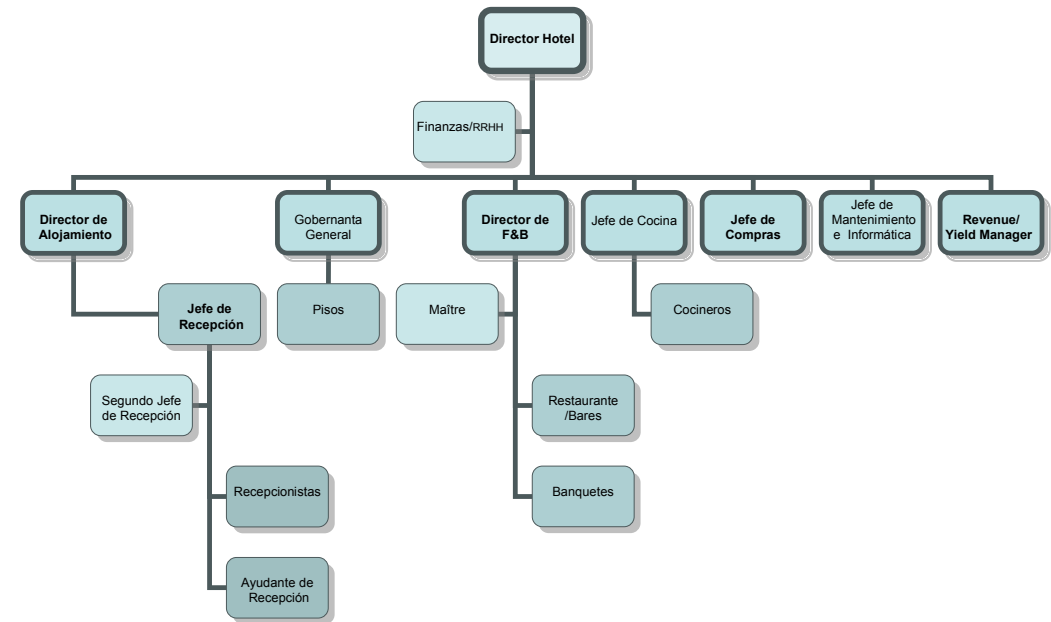 Director Hotel
Finanzas/RRHH
Director de
Alojamiento
Gobernanta
General
Director de
F&B
Jefe de Cocina
Jefe de
Compras
Jefe de
Mantenimiento
e Informática
Revenue/
Yield Manager
Jefe de
Recepción
Pisos
Maître
Cocineros
Segundo Jefe
de Recepción
Restaurante
/Bares
Recepcionistas
Banquetes
Ayudante de
Recepción